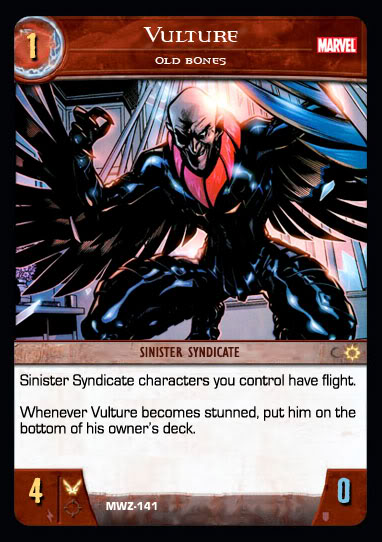 1
VULTURE
OLD BONES
MARVEL
SINISTER SYNDICATE
C
Sinister Syndicate characters you control have flight.
Whenever Vulture becomes stunned, put him on the
bottom of his owner's deck.
4
MWZ-141
0